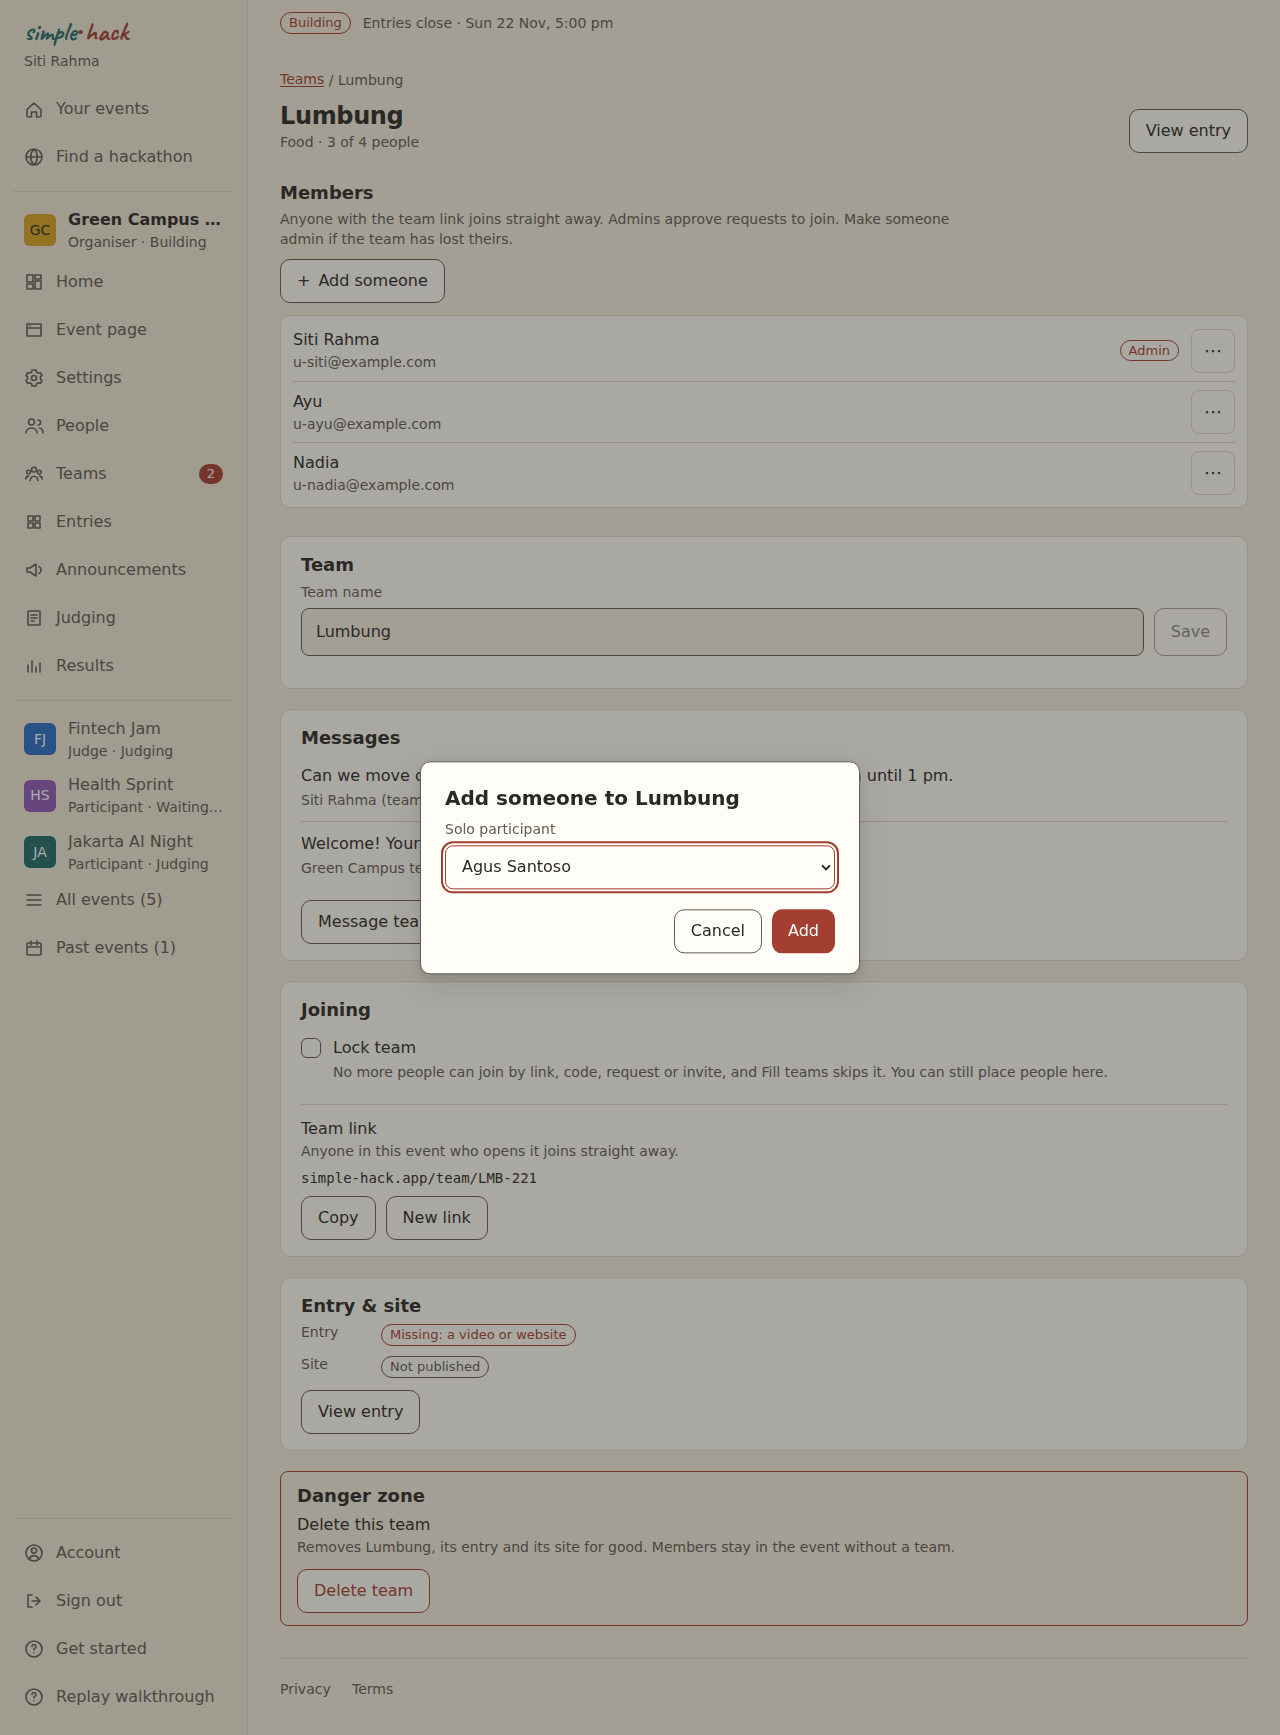 simple·hack
Siti Rahma
Your events
Find a hackathon
GC
Green Campus …
Organiser · Building
Home
Event page
Settings
People
Teams
2
Entries
Announcements
Judging
Results
FJ
Fintech Jam
Judge · Judging
HS
Health Sprint
Participant · Waiting…
JA
Jakarta AI Night
Participant · Judging
All events (5)
Past events (1)
Account
Sign out
Get started
Replay walkthrough
Building
Entries close · Sun 22 Nov, 5:00 pm
Teams / Lumbung
Lumbung
Food · 3 of 4 people
View entry
Members
Anyone with the team link joins straight away. Admins approve requests to join. Make someone
admin if the team has lost theirs.
+ Add someone
Siti Rahma
u-siti@example.com
Admin
Ayu
u-ayu@example.com
Nadia
u-nadia@example.com
Team
Team name
Lumbung
Save
Messages
Can we move
until 1 pm.
Siti Rahma (team
Welcome! Your
Green Campus
Message
Add someone to Lumbung
Solo participant
Agus Santoso
Cancel
Add
Joining
Lock team
No more people can join by link, code, request or invite, and Fill teams skips it. You can still place people here.
Team link
Anyone in this event who opens it joins straight away.
simple-hack.app/team/LMB-221
Copy
New link
Entry & site
Entry
Missing: a video or website
Site
Not published
View entry
Danger zone
Delete this team
Removes Lumbung, its entry and its site for good. Members stay in the event without a team.
Delete team
Privacy
Terms